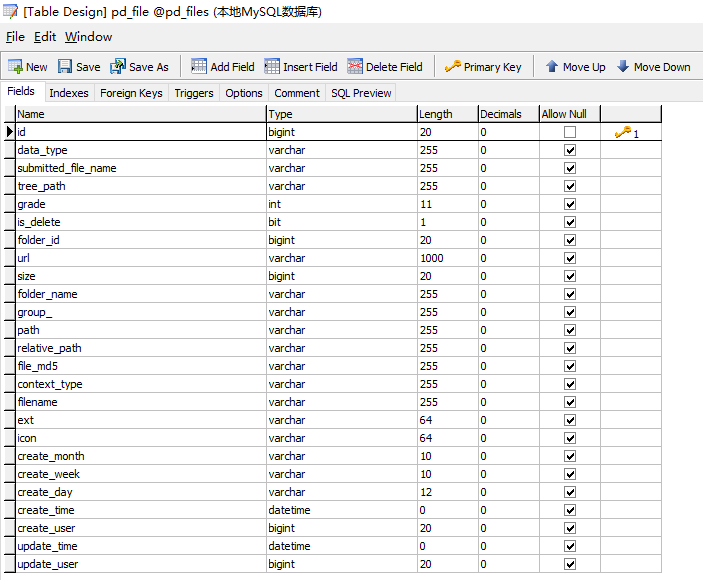 [Table Design] pd_file @pd_files (本地MySQL数据库)
File Edit Window
New Save Save As Add Field Insert Field Delete Field Primary Key Move Up Move Down
Fields Indexes Foreign Keys Triggers Options Comment SQL Preview
Name Type Length Decimals Allow Null
id bigint 20 0 1
data_type varchar 255 0
submitted_file_name varchar 255 0
tree_path varchar 255 0
grade int 11 0
is_delete bit 1 0
folder_id bigint 20 0
url varchar 1000 0
size bigint 20 0
folder_name varchar 255 0
group_ varchar 255 0
path varchar 255 0
relative_path varchar 255 0
file_md5 varchar 255 0
context_type varchar 255 0
filename varchar 255 0
ext varchar 64 0
icon varchar 64 0
create_month varchar 10 0
create_week varchar 10 0
create_day varchar 12 0
create_time datetime 0 0
create_user bigint 20 0
update_time datetime 0 0
update_user bigint 20 0